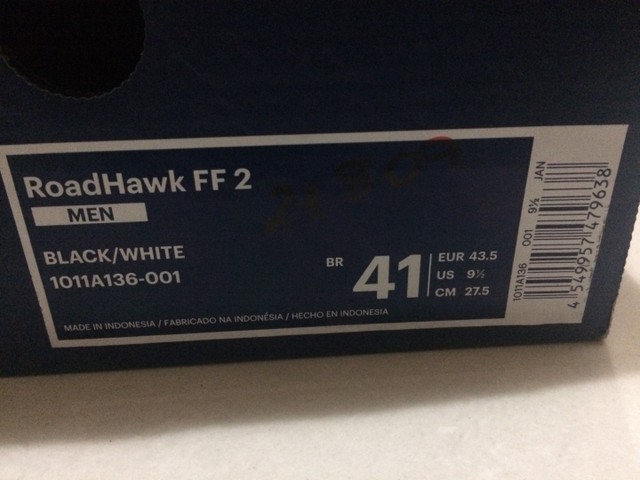 RoadHawk FF 2
MEN
BLACK/WHITE
1011A136-001
BR 41
EUR 43.5
US 9½
CM 27.5
MADE IN INDONESIA / FABRICADO NA INDONÉSIA / HECHO EN INDONESIA
1011A136 001 9½ JAN
4 549957 479638